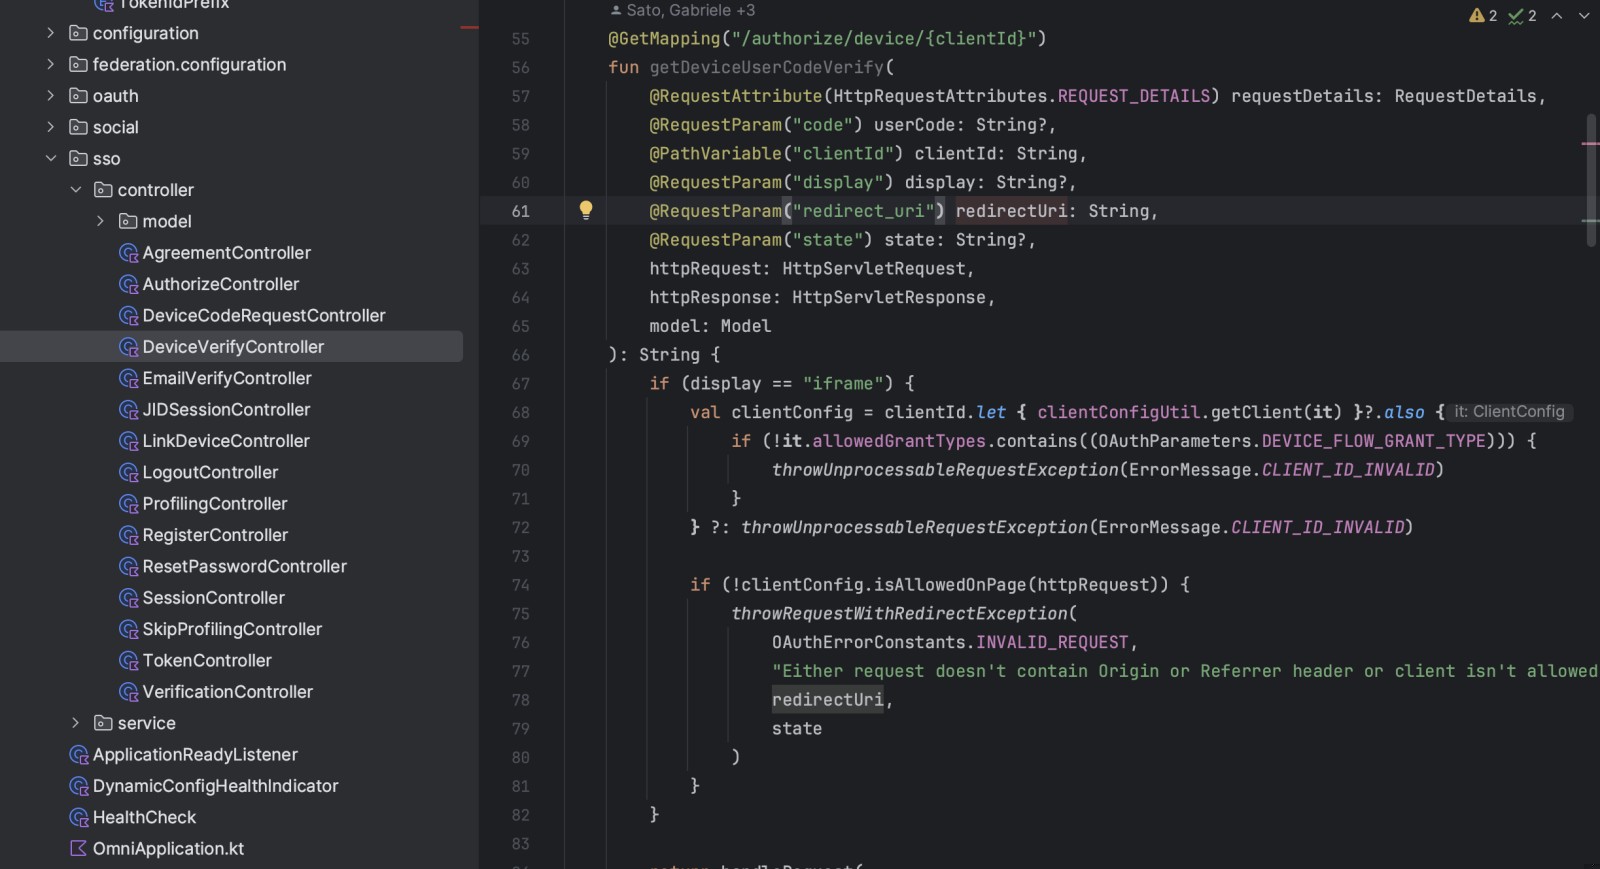 TokenIdPrefix
configuration
federation.configuration
oauth
social
sso
controller
model
AgreementController
AuthorizeController
DeviceCodeRequestController
DeviceVerifyController
EmailVerifyController
JIDSessionController
LinkDeviceController
LogoutController
ProfilingController
RegisterController
ResetPasswordController
SessionController
SkipProfilingController
TokenController
VerificationController
service
ApplicationReadyListener
DynamicConfigHealthIndicator
HealthCheck
OmniApplication.kt
Sato, Gabriele +3
2 2
55 @GetMapping("/authorize/device/{clientId}")
56 fun getDeviceUserCodeVerify(
57 @RequestAttribute(HttpRequestAttributes.REQUEST_DETAILS) requestDetails: RequestDetails,
58 @RequestParam("code") userCode: String?,
59 @PathVariable("clientId") clientId: String,
60 @RequestParam("display") display: String?,
61 @RequestParam("redirect_uri") redirectUri: String,
62 @RequestParam("state") state: String?,
63 httpRequest: HttpServletRequest,
64 httpResponse: HttpServletResponse,
65 model: Model
66 ): String {
67 if (display == "iframe") {
68 val clientConfig = clientId.let { clientConfigUtil.getClient(it) }?.also { it: ClientConfig
69 if (!it.allowedGrantTypes.contains((OAuthParameters.DEVICE_FLOW_GRANT_TYPE))) {
70 throwUnprocessableRequestException(ErrorMessage.CLIENT_ID_INVALID)
71 }
72 } ?: throwUnprocessableRequestException(ErrorMessage.CLIENT_ID_INVALID)
73
74 if (!clientConfig.isAllowedOnPage(httpRequest)) {
75 throwRequestWithRedirectException(
76 OAuthErrorConstants.INVALID_REQUEST,
77 "Either request doesn't contain Origin or Referrer header or client isn't allowed
78 redirectUri,
79 state
80 )
81 }
82 }
83
return handleRequest(